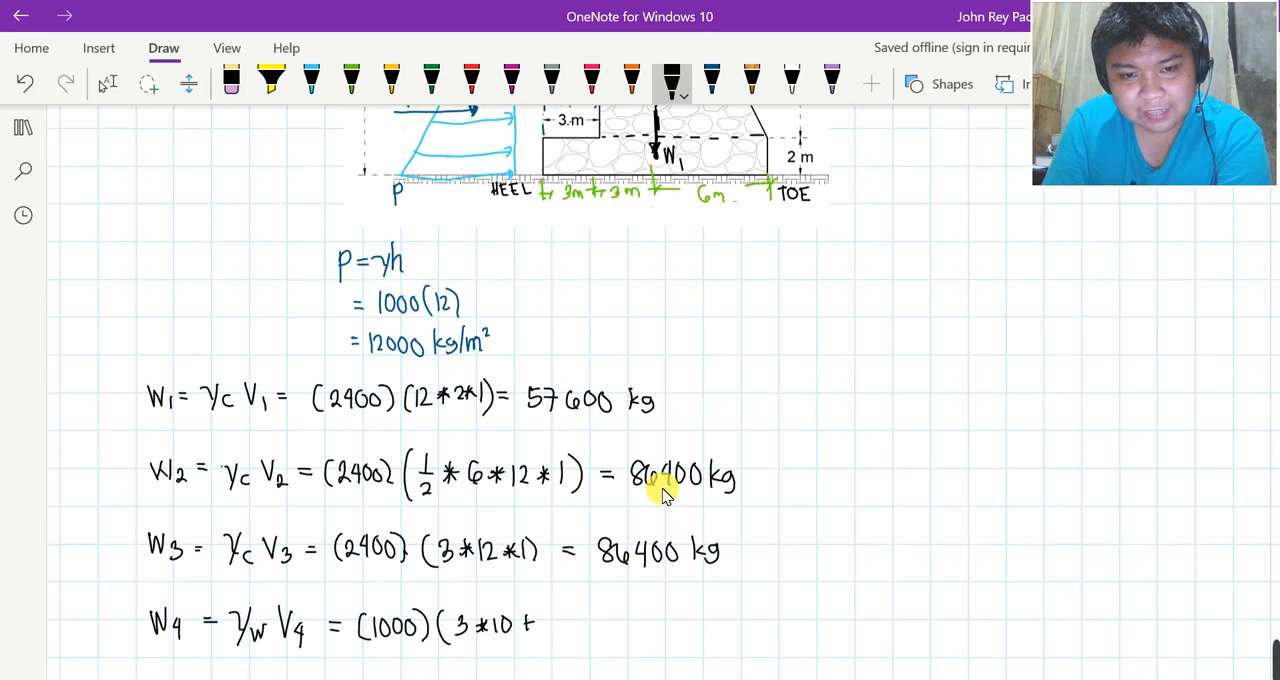 OneNote for Windows 10
John Rey Pac
Home Insert Draw View Help
Saved offline (sign in requir
Shapes
In
3 m
W1
2 m
P
HEEL
3m
3 m
6m
TOE
P = γh
= 1000(12)
= 12000 kg/m²
W1 = γc V1 = (2400)(12*2*1) = 57600 kg
W2 = γc V2 = (2400)(1/2 * 6 * 12 * 1) = 86400 kg
W3 = γc V3 = (2400)(3*12*1) = 86400 kg
W4 = γw V4 = (1000)(3*10